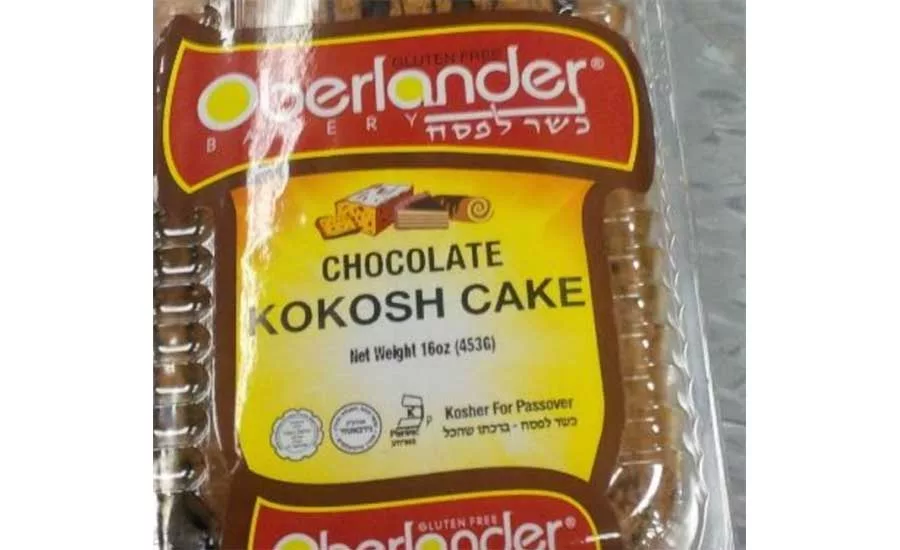 GLUTEN FREE
Oberlander®
BAKERY
כשר לפסח
CHOCOLATE
KOKOSH CAKE
Net Weight 16oz (453G)
K
Parve
P
Kosher For Passover
כשר לפסח - ברכתו שהכל
GLUTEN FREE
Oberlander®